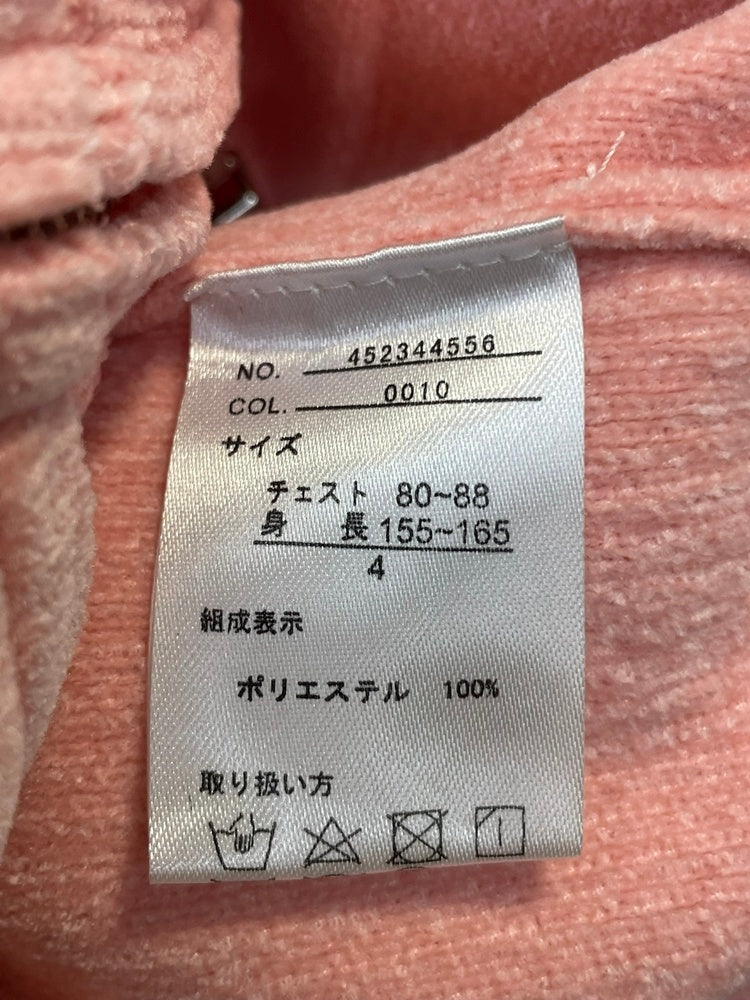 NO. 452344556
COL. 0010
サイズ
チェスト 80~88
身 長 155~165
4
組成表示
ポリエステル 100%
取り扱い方